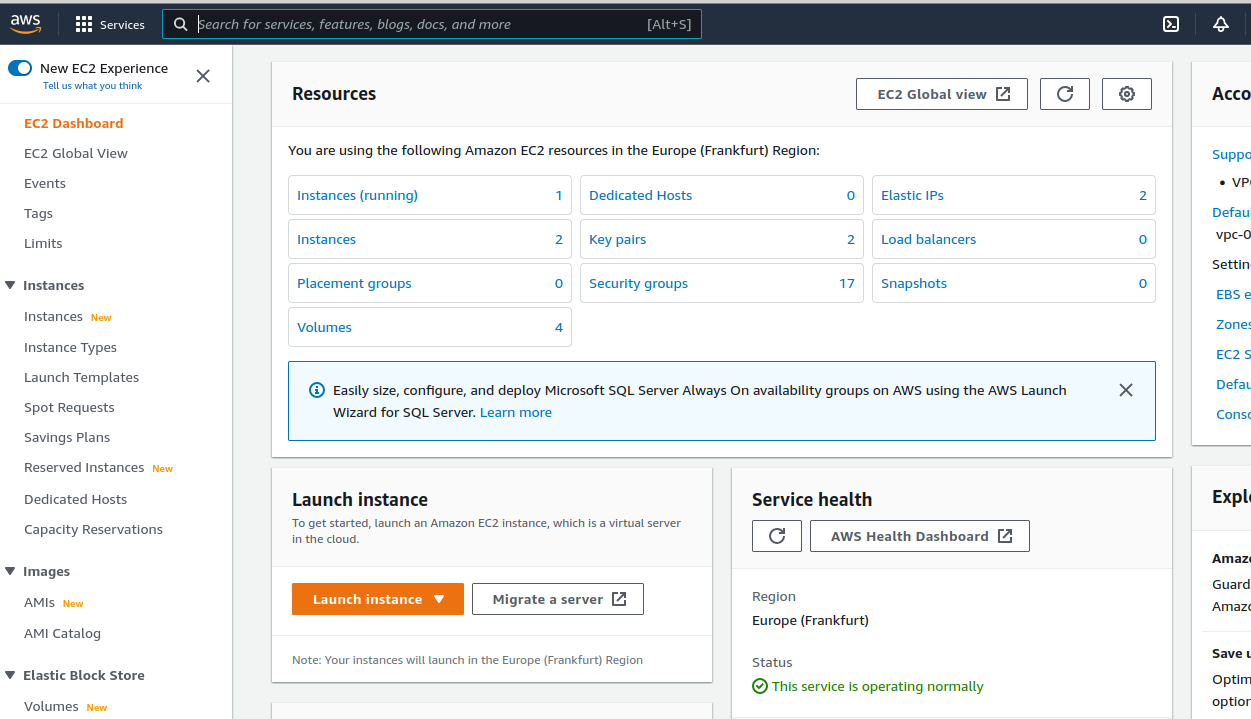 aws
Services
Search for services, features, blogs, docs, and more
[Alt+S]
New EC2 Experience
Tell us what you think
EC2 Dashboard
EC2 Global View
Events
Tags
Limits
Instances
Instances New
Instance Types
Launch Templates
Spot Requests
Savings Plans
Reserved Instances New
Dedicated Hosts
Capacity Reservations
Images
AMIs New
AMI Catalog
Elastic Block Store
Volumes New
Resources
EC2 Global view
You are using the following Amazon EC2 resources in the Europe (Frankfurt) Region:
Instances (running) 1
Dedicated Hosts 0
Elastic IPs 2
Instances 2
Key pairs 2
Load balancers 0
Placement groups 0
Security groups 17
Snapshots 0
Volumes 4
Easily size, configure, and deploy Microsoft SQL Server Always On availability groups on AWS using the AWS Launch
Wizard for SQL Server. Learn more
Launch instance
To get started, launch an Amazon EC2 instance, which is a virtual server
in the cloud.
Launch instance
Migrate a server
Note: Your instances will launch in the Europe (Frankfurt) Region
Service health
AWS Health Dashboard
Region
Europe (Frankfurt)
Status
This service is operating normally
Acco
Suppo
• VP
Defau
vpc-0
Settin
EBS e
Zones
EC2 S
Defau
Conso
Explo
Amazo
Guard
Amazo
Save u
Optim
option